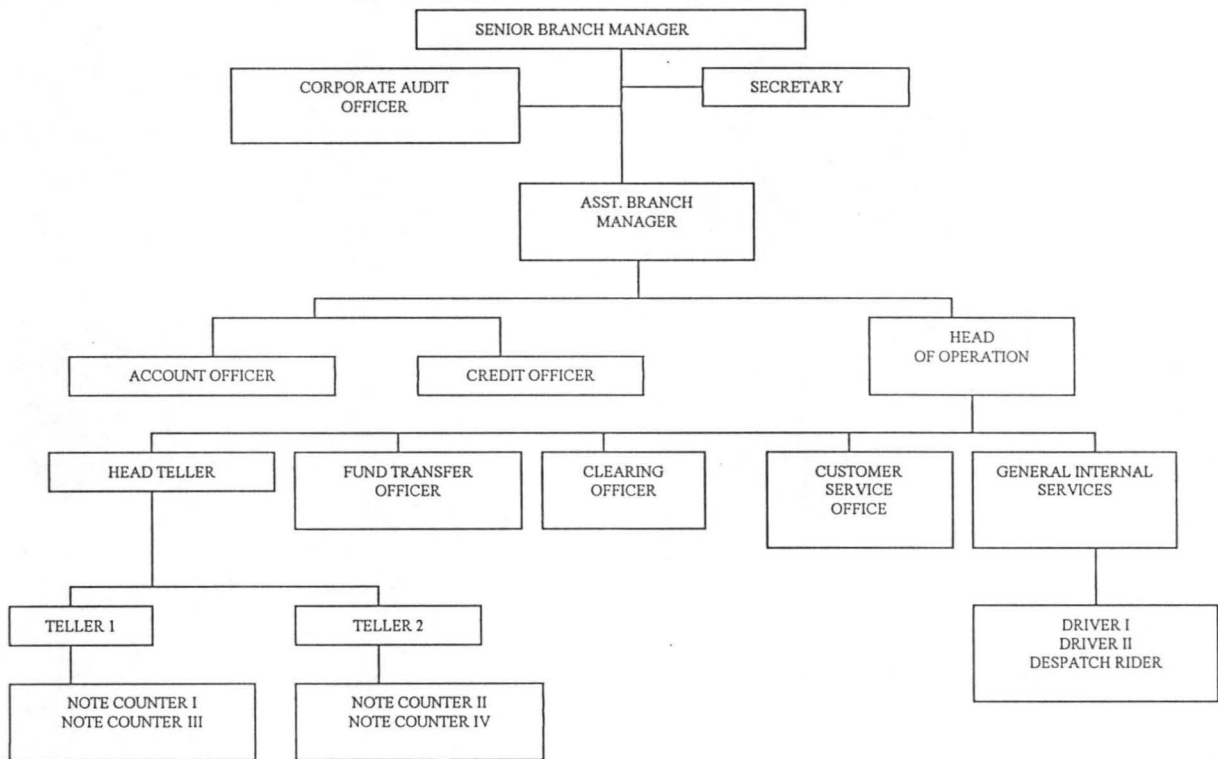 SENIOR BRANCH MANAGER
CORPORATE AUDIT
OFFICER
SECRETARY
ASST. BRANCH
MANAGER
ACCOUNT OFFICER
CREDIT OFFICER
HEAD
OF OPERATION
HEAD TELLER
FUND TRANSFER
OFFICER
CLEARING
OFFICER
CUSTOMER
SERVICE
OFFICE
GENERAL INTERNAL
SERVICES
TELLER 1
TELLER 2
DRIVER I
DRIVER II
DESPATCH RIDER
NOTE COUNTER I
NOTE COUNTER III
NOTE COUNTER II
NOTE COUNTER IV